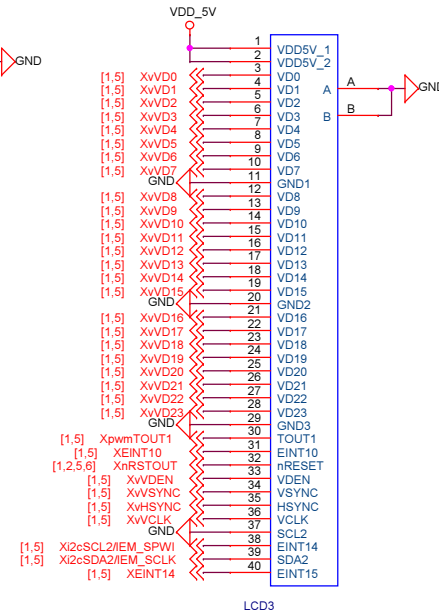 VDD_5V
GND
1 VDD5V_1
2 VDD5V_2
[1,5] XvVD0 3 VD0
[1,5] XvVD1 4 VD1 A A GND
[1,5] XvVD2 5 VD2
[1,5] XvVD3 6 VD3 B B
[1,5] XvVD4 7 VD4
[1,5] XvVD5 8 VD5
[1,5] XvVD6 9 VD6
[1,5] XvVD7 10 VD7
GND 11 GND1
[1,5] XvVD8 12 VD8
[1,5] XvVD9 13 VD9
[1,5] XvVD10 14 VD10
[1,5] XvVD11 15 VD11
[1,5] XvVD12 16 VD12
[1,5] XvVD13 17 VD13
[1,5] XvVD14 18 VD14
[1,5] XvVD15 19 VD15
GND 20 GND2
[1,5] XvVD16 21 VD16
[1,5] XvVD17 22 VD17
[1,5] XvVD18 23 VD18
[1,5] XvVD19 24 VD19
[1,5] XvVD20 25 VD20
[1,5] XvVD21 26 VD21
[1,5] XvVD22 27 VD22
[1,5] XvVD23 28 VD23
GND 29 GND3
[1,5] XpwmTOUT1 30 TOUT1
[1,5] XEINT10 31 EINT10
[1,2,5,6] XnRSTOUT 32 nRESET
[1,5] XvVDEN 33 VDEN
[1,5] XvVSYNC 34 VSYNC
[1,5] XvHSYNC 35 HSYNC
[1,5] XvVCLK 36 VCLK
GND 37 SCL2
[1,5] Xi2cSCL2/IEM_SPWI 38 EINT14
[1,5] Xi2cSDA2/IEM_SCLK 39 SDA2
[1,5] XEINT14 40 EINT15
LCD3